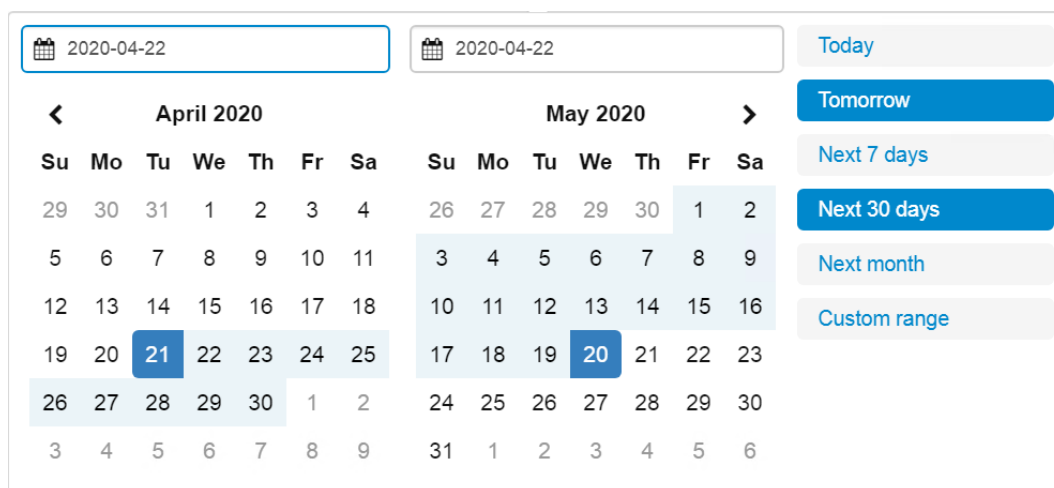 2020-04-22
April 2020
Su Mo Tu We Th Fr Sa
29 30 31 1 2 3 4
5 6 7 8 9 10 11
12 13 14 15 16 17 18
19 20 21 22 23 24 25
26 27 28 29 30 1 2
3 4 5 6 7 8 9
2020-04-22
May 2020
Su Mo Tu We Th Fr Sa
26 27 28 29 30 1 2
3 4 5 6 7 8 9
10 11 12 13 14 15 16
17 18 19 20 21 22 23
24 25 26 27 28 29 30
31 1 2 3 4 5 6
Today
Tomorrow
Next 7 days
Next 30 days
Next month
Custom range